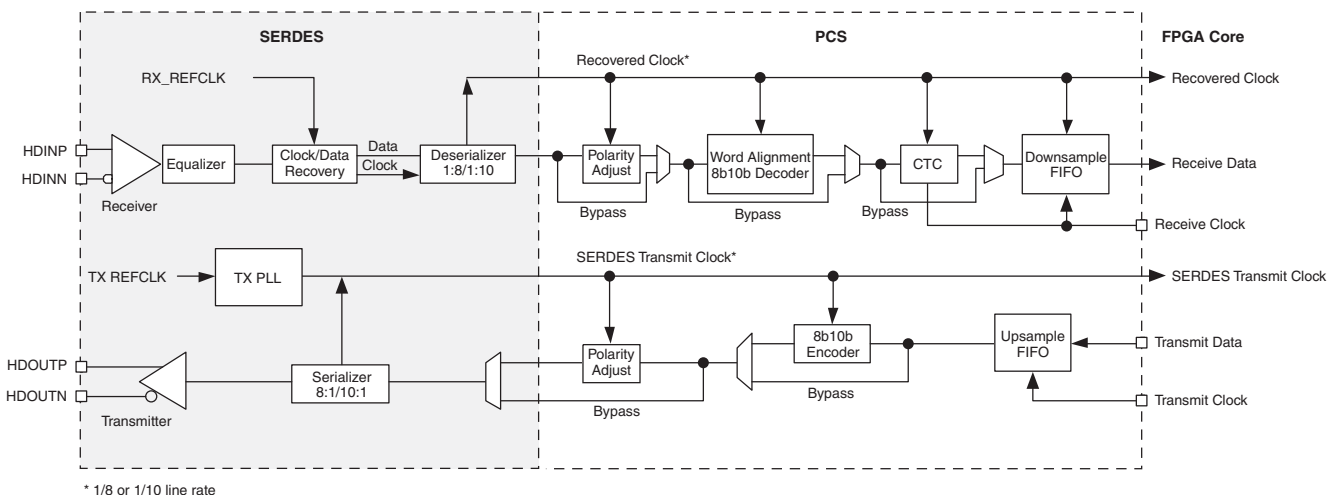 SERDES
PCS
FPGA Core
RX_REFCLK
Recovered Clock*
Recovered Clock
HDINP
HDINN
Receiver
Equalizer
Clock/Data
Recovery
Data
Clock
Deserializer
1:8/1:10
Polarity
Adjust
Bypass
Word Alignment
8b10b Decoder
Bypass
CTC
Bypass
Downsample
FIFO
Receive Data
Receive Clock
TX REFCLK
TX PLL
SERDES Transmit Clock*
SERDES Transmit Clock
HDOUTP
HDOUTN
Transmitter
Serializer
8:1/10:1
Polarity
Adjust
Bypass
8b10b
Encoder
Bypass
Upsample
FIFO
Transmit Data
Transmit Clock
* 1/8 or 1/10 line rate